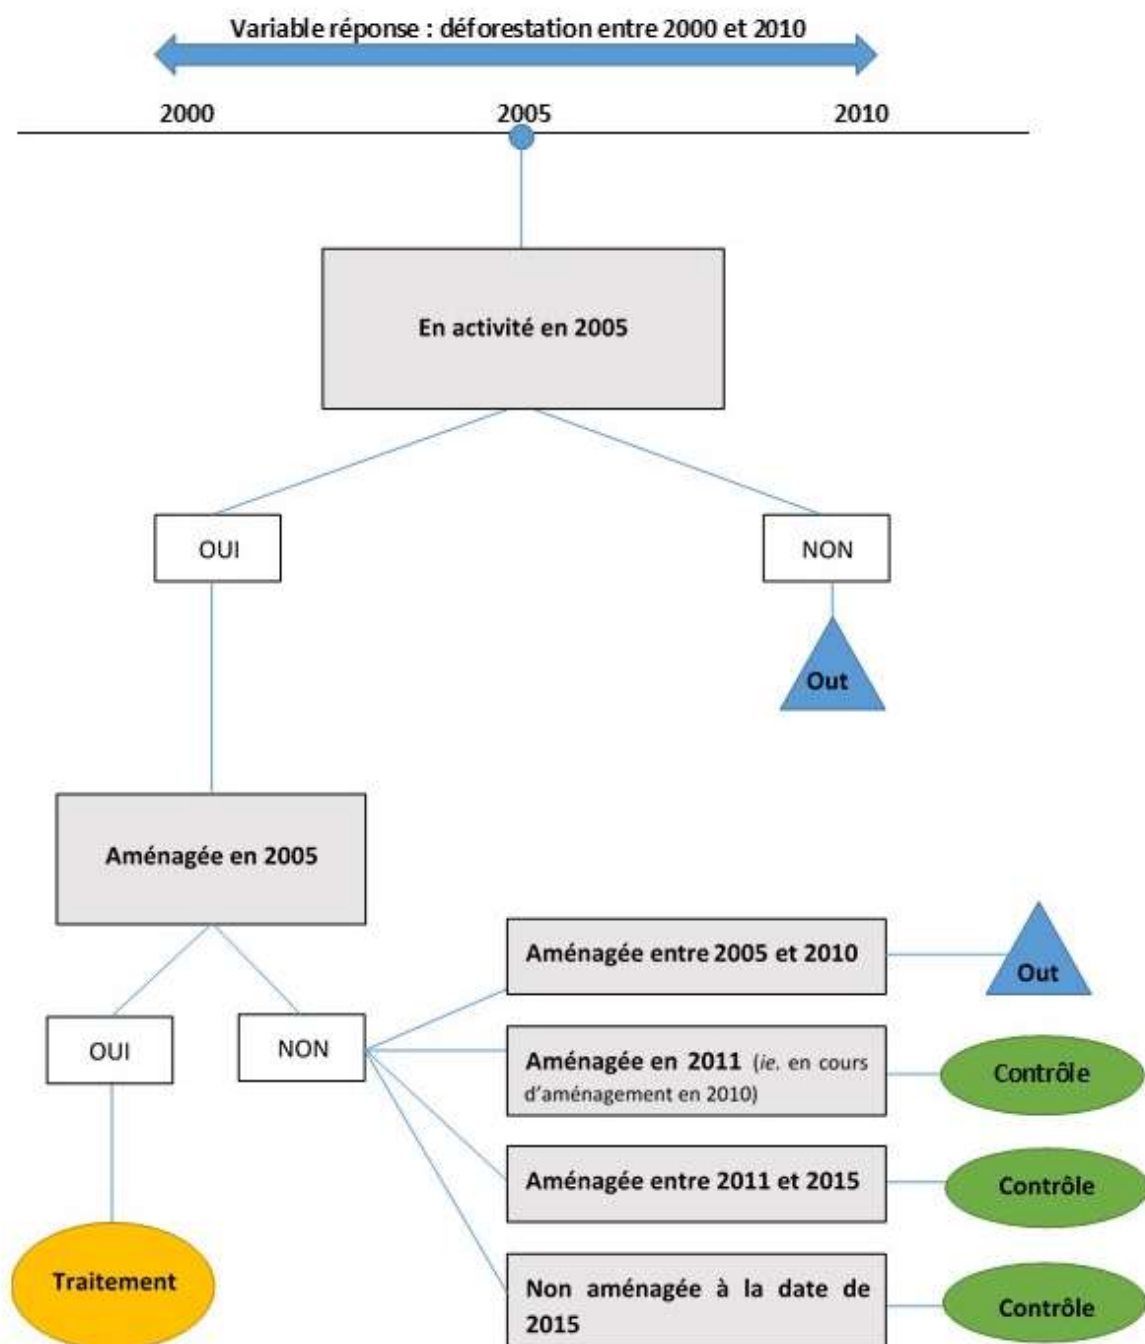 Variable réponse : déforestation entre 2000 et 2010
2000 2005 2010
En activité en 2005
OUI NON
Out
Aménagée en 2005
Aménagée entre 2005 et 2010
Out
OUI NON
Aménagée en 2011 (ie. en cours
d'aménagement en 2010)
Contrôle
Aménagée entre 2011 et 2015
Contrôle
Traitement
Non aménagée à la date de
2015
Contrôle